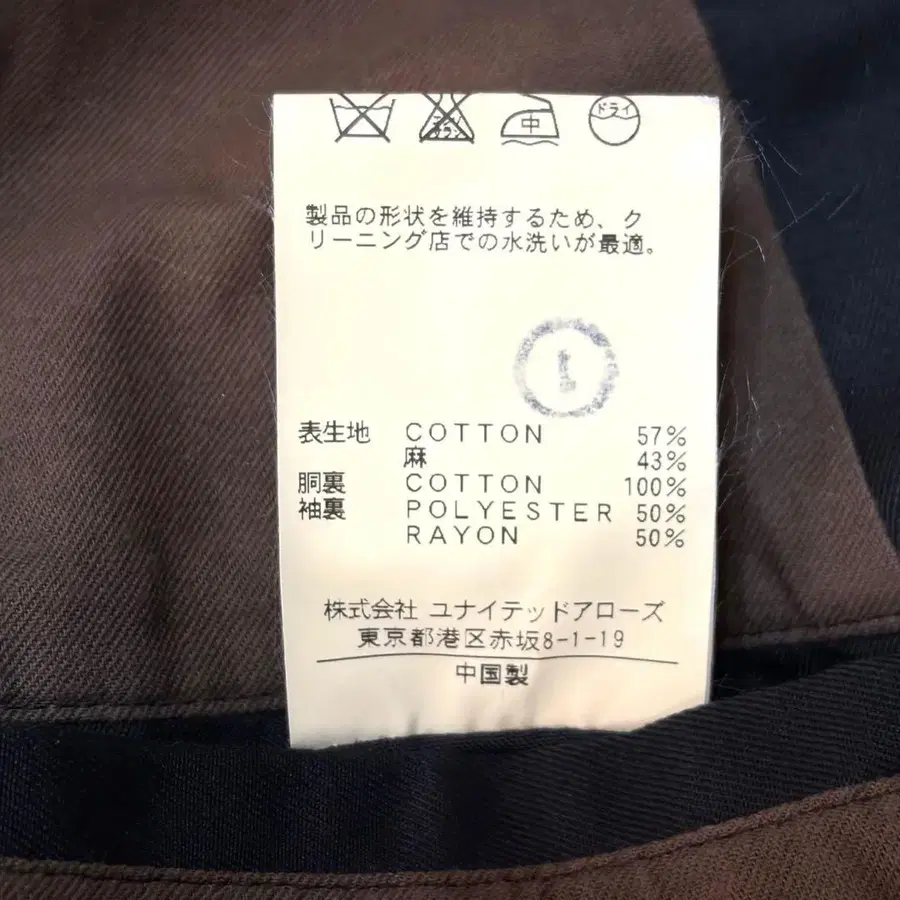 中 ドライ
製品の形状を維持するため、ク
リーニング店での水洗いが最適。
1
表生地 COTTON 57%
麻 43%
胴裏 COTTON 100%
袖裏 POLYESTER 50%
RAYON 50%
株式会社 ユナイテッドアローズ
東京都港区赤坂8-1-19
中国製